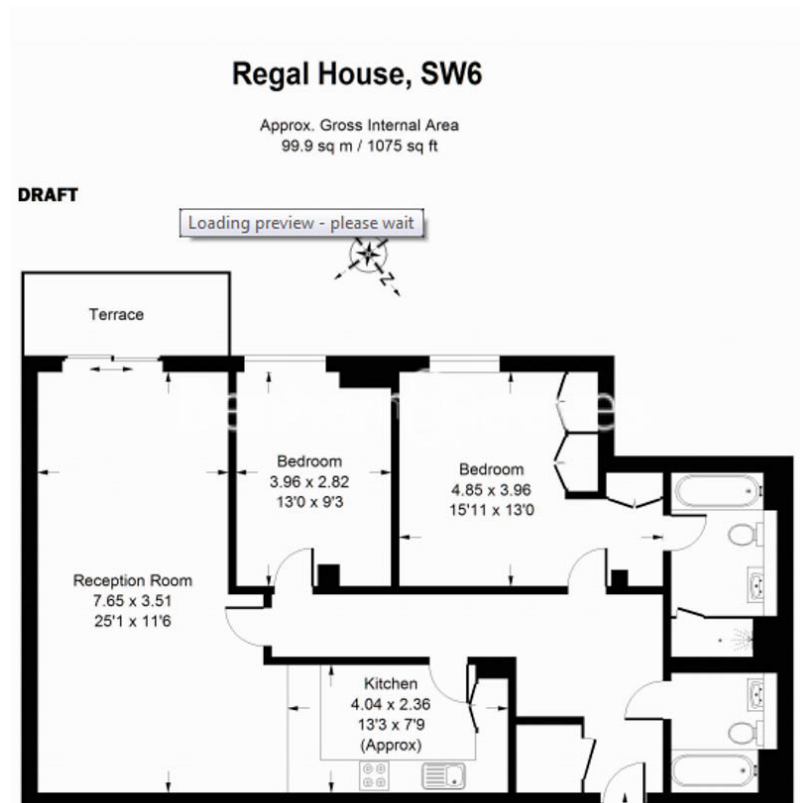 Regal House, SW6
Approx. Gross Internal Area
99.9 sq m / 1075 sq ft
DRAFT
Loading preview - please wait
N
Terrace
Bedroom
3.96 x 2.82
13'0 x 9'3
Bedroom
4.85 x 3.96
15'11 x 13'0
Reception Room
7.65 x 3.51
25'1 x 11'6
Kitchen
4.04 x 2.36
13'3 x 7'9
(Approx)